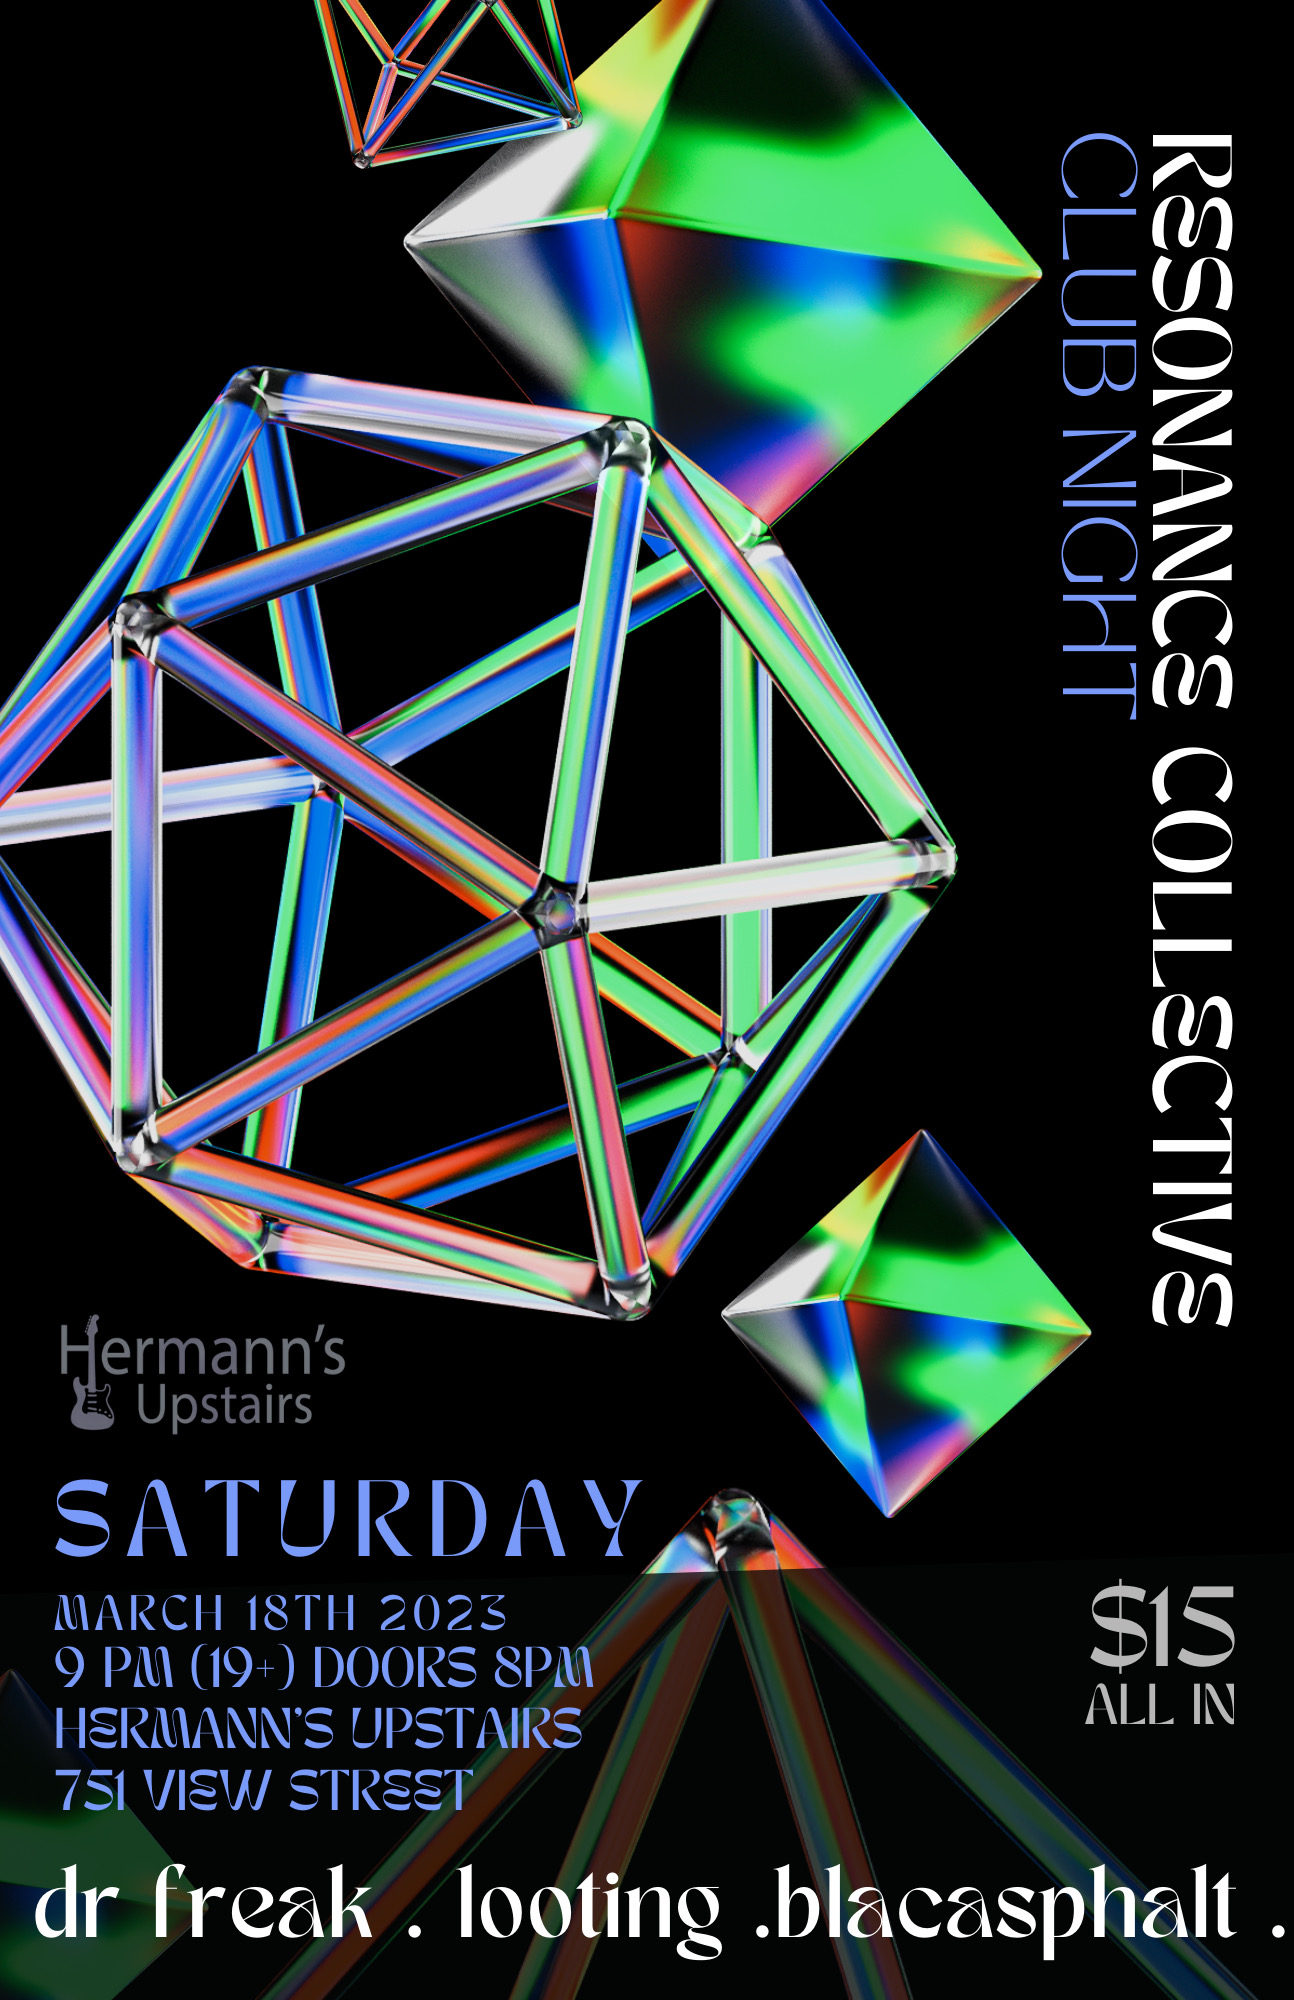 RESONANCE COLLECTIVE
CLUB NIGHT
Hermann's
Upstairs
SATURDAY
MARCH 18TH 2023
9 PM (19+) DOORS 8PM
HERMANN'S UPSTAIRS
751 VIEW STREET
$15
ALL IN
dr freak . looting .blacasphalt .